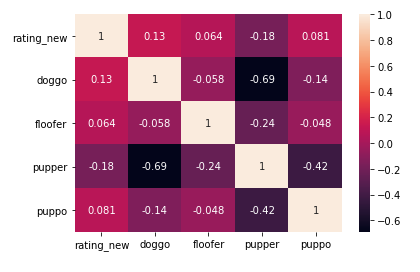 rating_new 1 0.13 0.064 -0.18 0.081
doggo 0.13 1 -0.058 -0.69 -0.14
floofer 0.064 -0.058 1 -0.24 -0.048
pupper -0.18 -0.69 -0.24 1 -0.42
puppo 0.081 -0.14 -0.048 -0.42 1
rating_new doggo floofer pupper puppo
1.0
0.8
0.6
0.4
0.2
0.0
−0.2
−0.4
−0.6